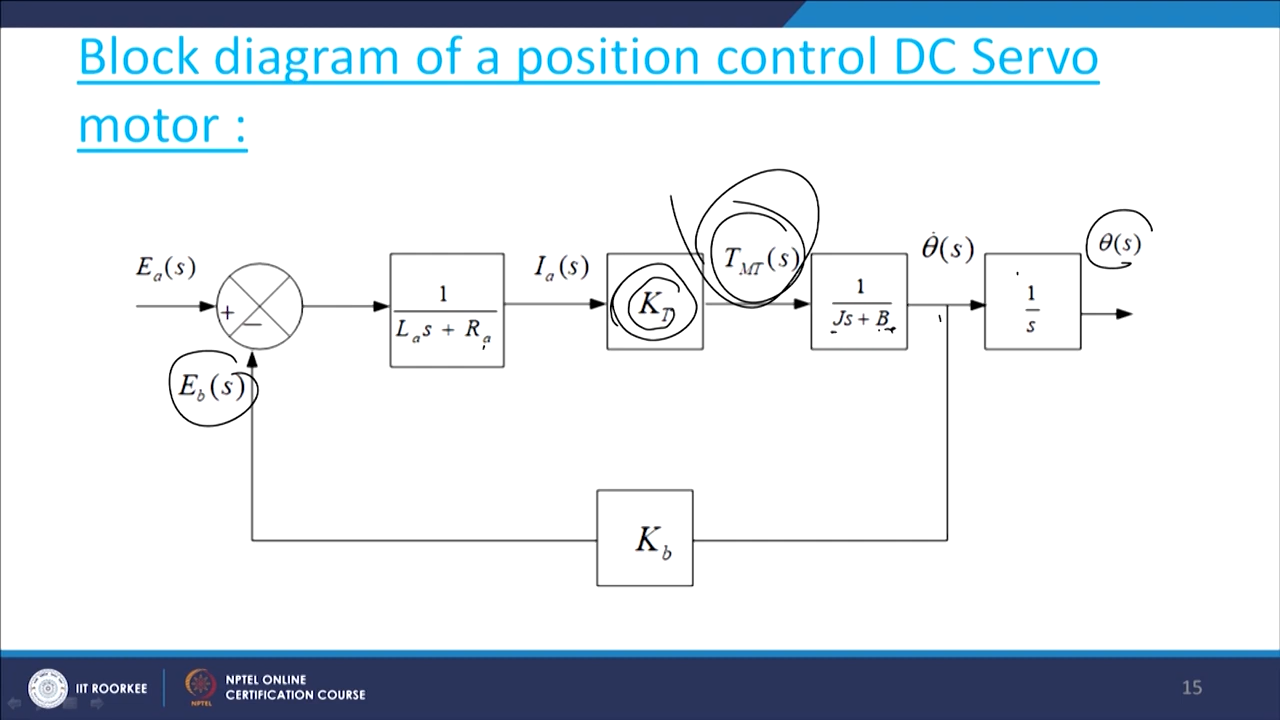 Block diagram of a position control DC Servo
motor :
E_a(s)
+
−
E_b(s)
1
L_a s + R_a
I_a(s)
K_T
T_MT(s)
1
Js + B
θ̇(s)
1
s
θ(s)
K_b
IIT ROORKEE
NPTEL
NPTEL ONLINE
CERTIFICATION COURSE
15